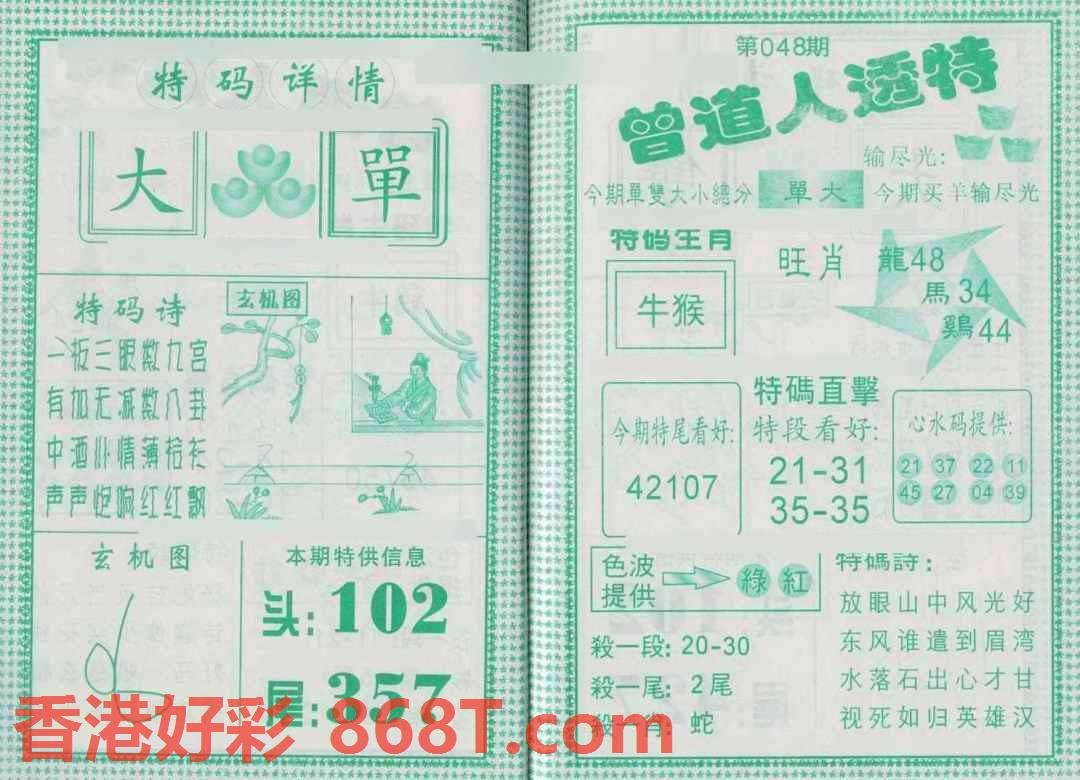 特码详情
大 單
特码诗
一板三眼数九宫
有加无减数八卦
中酒川情薄
声声炮响红红飘
玄机图
玄机图
本期特供信息
头:102
尾:357
第048期
曾道人透特
输尽光:
今期單雙大小總分 單大 今期买羊输尽光
特码生肖
牛猴
旺肖
龍48
馬34
鷄44
今期特尾看好:
42107
特碼直擊
特段看好:
21-31
35-35
心水码提供:
21 37 22 11
45 27 04 39
色波
提供
綠 紅
殺一段: 20-30
殺一尾: 2尾
殺一肖: 蛇
特碼詩:
放眼山中风光好
东风谁遣到眉湾
水落石出心才甘
视死如归英雄汉
香港好彩 868T.com